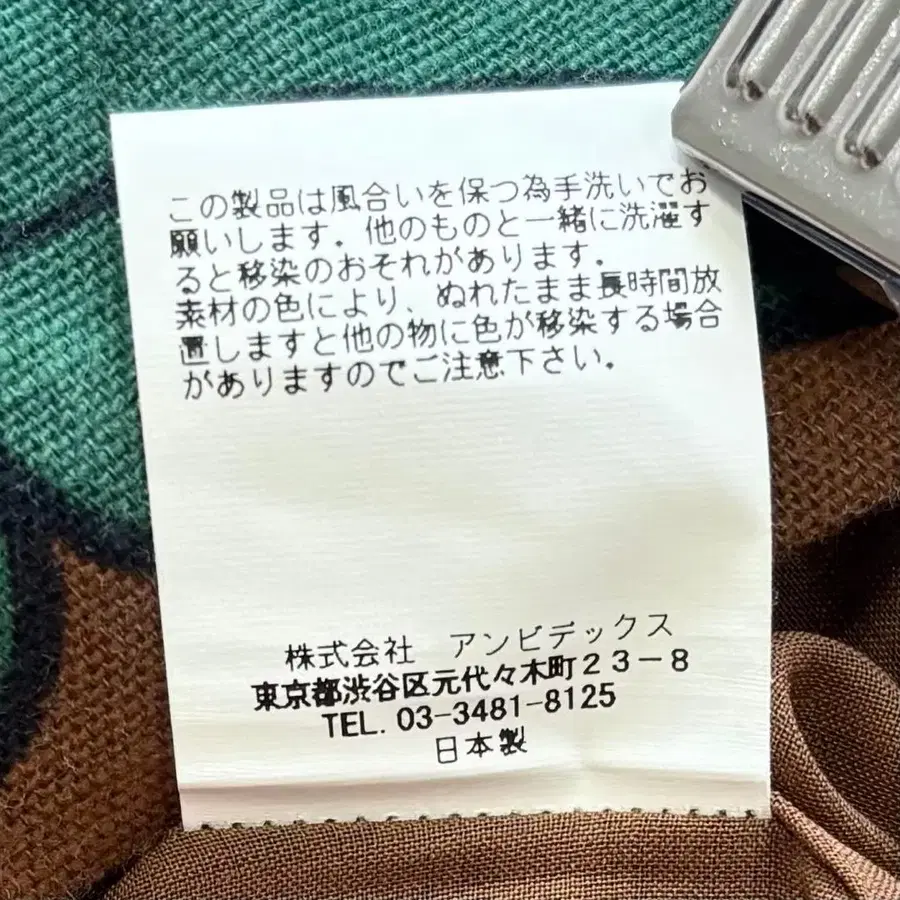 この製品は風合いを保つ為手洗いでお
願いします。他のものと一緒に洗濯す
ると移染のおそれがあります。
素材の色により、ぬれたまま長時間放
置しますと他の物に色が移染する場合
がありますのでご注意下さい。
株式会社　アンビデックス
東京都渋谷区元代々木町２３－８
TEL. 03-3481-8125
日本製